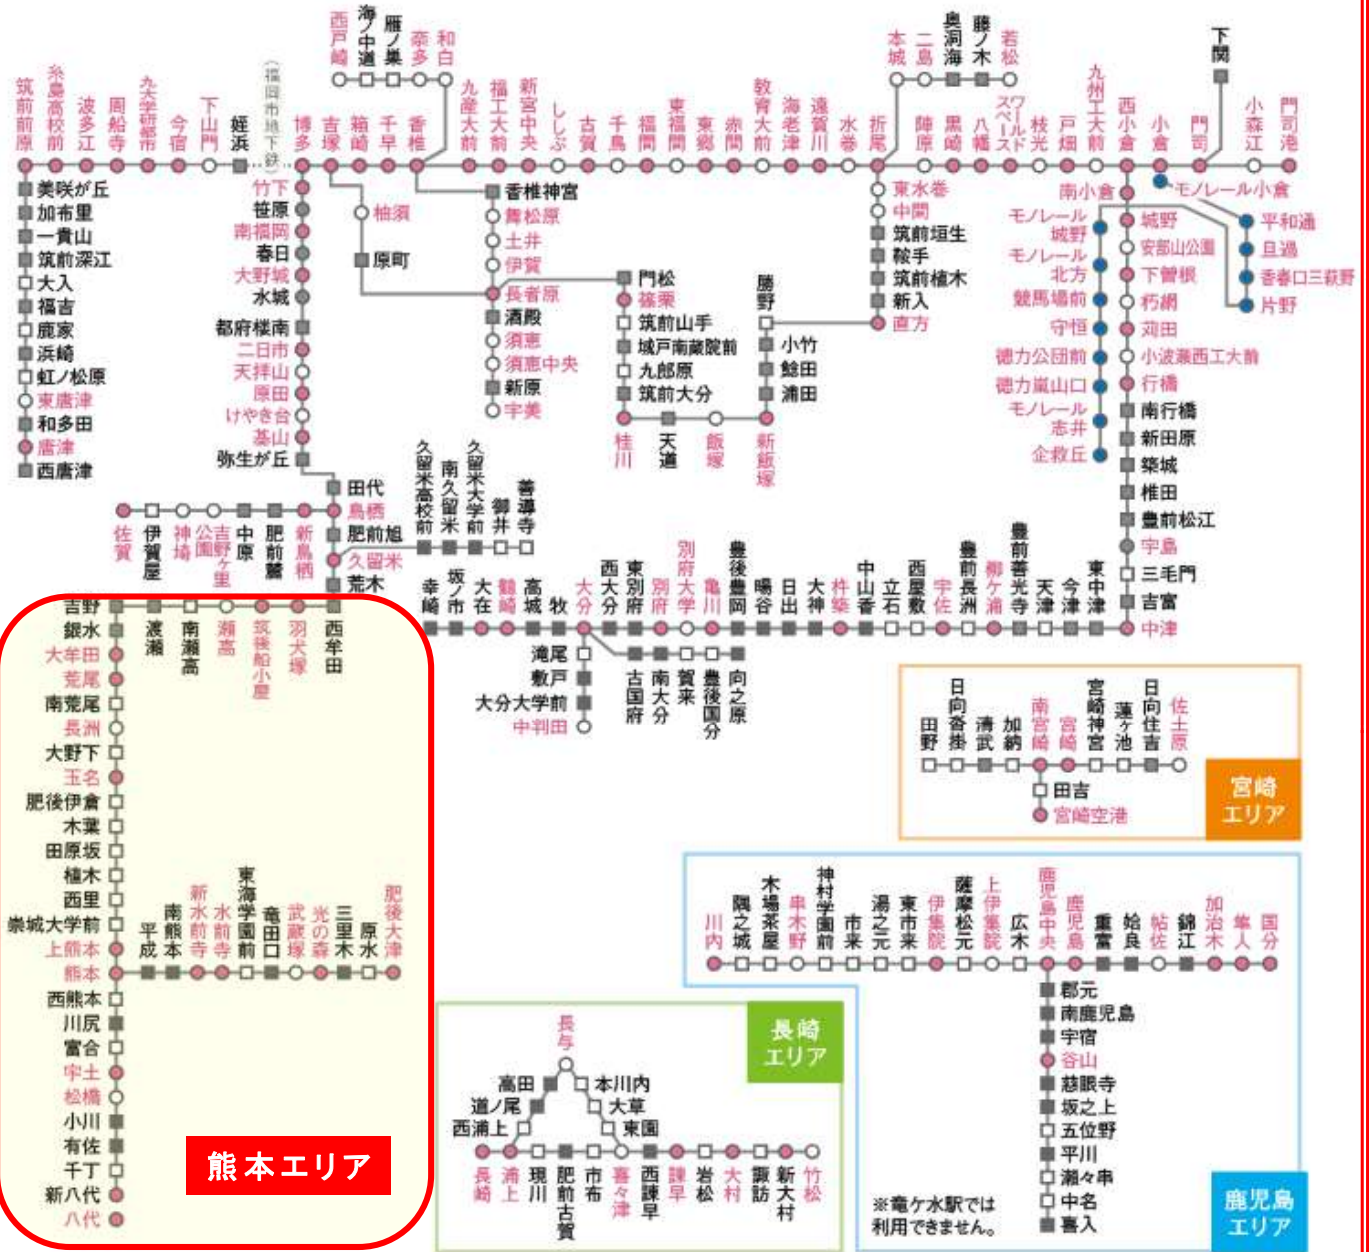 西戸崎
海ノ中道
雁ノ巣
奈多
和白
本城
二島
奥洞海
藤ノ木
若松
下関
筑前前原
糸島高校前
波多江
周船寺
九大学研都市
今宿
下山門
姪浜
（福岡市地下鉄）
博多
吉塚
箱崎
千早
香椎
九産大前
福工大前
新宮中央
ししぶ
古賀
千鳥
福間
東福間
東郷
赤間
教育大前
海老津
遠賀川
水巻
折尾
陣原
黒崎
八幡
スペース
ワールド
枝光
戸畑
九州工大前
西小倉
小倉
門司
小森江
門司港
美咲が丘
加布里
一貴山
筑前深江
大入
福吉
鹿家
浜崎
虹ノ松原
東唐津
和多田
唐津
西唐津
竹下
笹原
南福岡
春日
大野城
水城
都府楼南
二日市
天拝山
原田
けやき台
基山
弥生が丘
田代
鳥栖
肥前旭
久留米
荒木
柚須
原町
香椎神宮
舞松原
土井
伊賀
長者原
酒殿
須恵
須恵中央
新原
宇美
門松
篠栗
筑前山手
城戸南蔵院前
九郎原
筑前大分
桂川
天道
飯塚
新飯塚
勝野
小竹
鯰田
浦田
東水巻
中間
筑前垣生
鞍手
筑前植木
新入
直方
モノレール小倉
平和通
旦過
香春口三萩野
片野
モノレール
城野
モノレール
北方
競馬場前
守恒
徳力公団前
徳力嵐山口
モノレール
志井
企救丘
南小倉
城野
安部山公園
下曽根
朽網
苅田
小波瀬西工大前
行橋
南行橋
新田原
築城
椎田
豊前松江
宇島
三毛門
吉富
中津
佐賀
伊賀屋
神埼
吉野ヶ里
公園
中原
肥前麓
新鳥栖
久留米高校前
南久留米
久留米大学前
御井
善導寺
幸崎
坂ノ市
大在
鶴崎
高城
牧
大分
西大分
東別府
別府
別府大学
亀川
豊後豊岡
暘谷
日出
大神
杵築
中山香
立石
西屋敷
宇佐
豊前長洲
柳ケ浦
豊前善光寺
天津
今津
東中津
滝尾
敷戸
大分大学前
中判田
古国府
南大分
賀来
豊後国分
向之原
吉野
渡瀬
南瀬高
瀬高
筑後船小屋
羽犬塚
西牟田
銀水
大牟田
荒尾
南荒尾
長洲
大野下
玉名
肥後伊倉
木葉
田原坂
植木
西里
崇城大学前
上熊本
熊本
西熊本
川尻
富合
宇土
松橋
小川
有佐
千丁
新八代
八代
平成
南熊本
新水前寺
水前寺
東海学園前
竜田口
武蔵塚
光の森
三里木
原水
肥後大津
熊本エリア
田野
日向沓掛
清武
加納
南宮崎
宮崎
宮崎神宮
蓮ヶ池
日向住吉
佐土原
田吉
宮崎空港
宮崎
エリア
川内
隈之城
木場茶屋
串木野
神村学園前
市来
湯之元
東市来
伊集院
薩摩松元
上伊集院
広木
鹿児島中央
鹿児島
重富
姶良
帖佐
錦江
加治木
隼人
国分
郡元
南鹿児島
宇宿
谷山
慈眼寺
坂之上
五位野
平川
瀬々串
中名
喜入
※竜ケ水駅では
利用できません。
鹿児島
エリア
長崎
エリア
長与
高田
道ノ尾
西浦上
本川内
大草
東園
長崎
浦上
現川
肥前古賀
市布
喜々津
西諫早
諫早
岩松
大村
諏訪
新大村
竹松